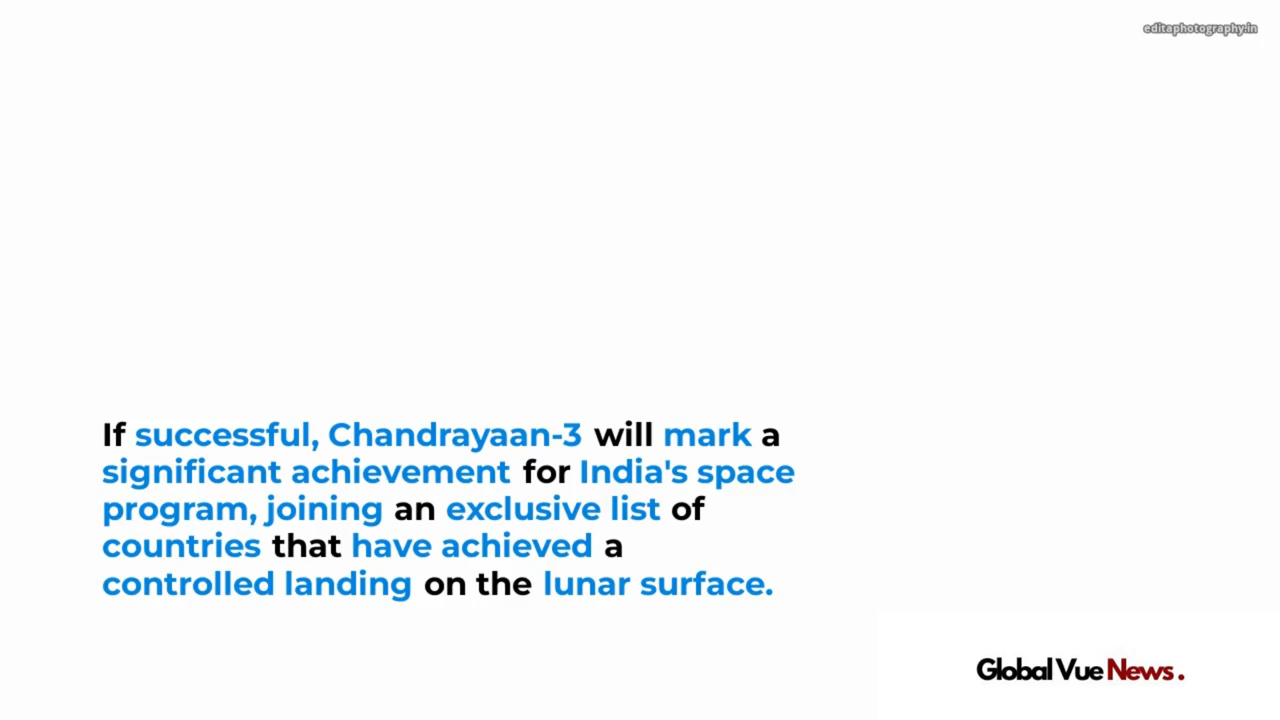 editaphotography.in
If successful, Chandrayaan-3 will mark a
significant achievement for India's space
program, joining an exclusive list of
countries that have achieved a
controlled landing on the lunar surface.
Global Vue News.